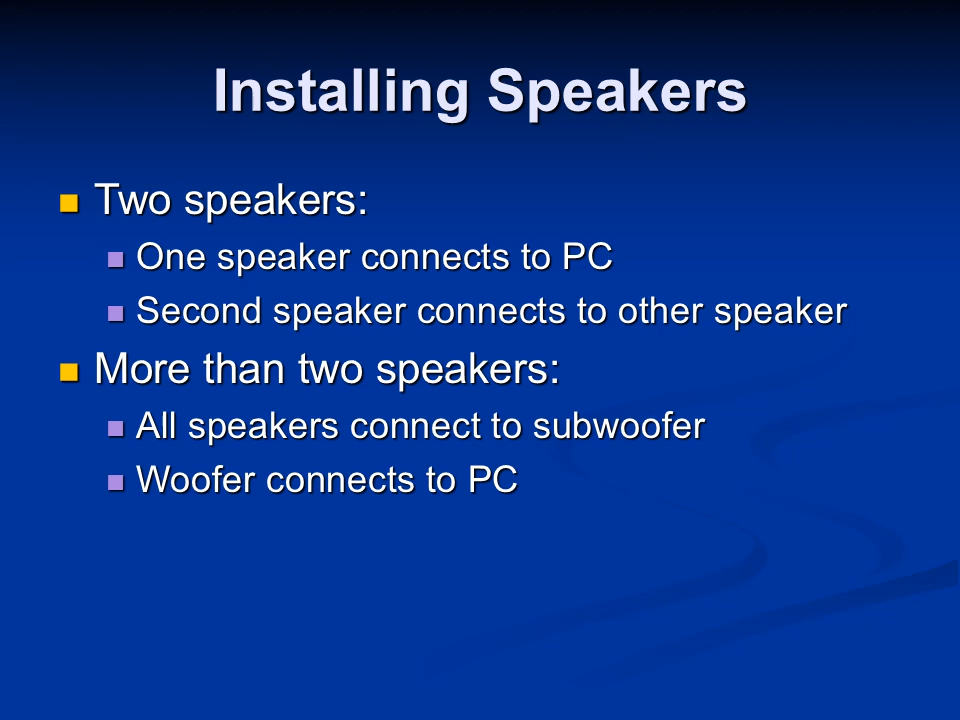 Installing Speakers
Two speakers:
One speaker connects to PC
Second speaker connects to other speaker
More than two speakers:
All speakers connect to subwoofer
Woofer connects to PC